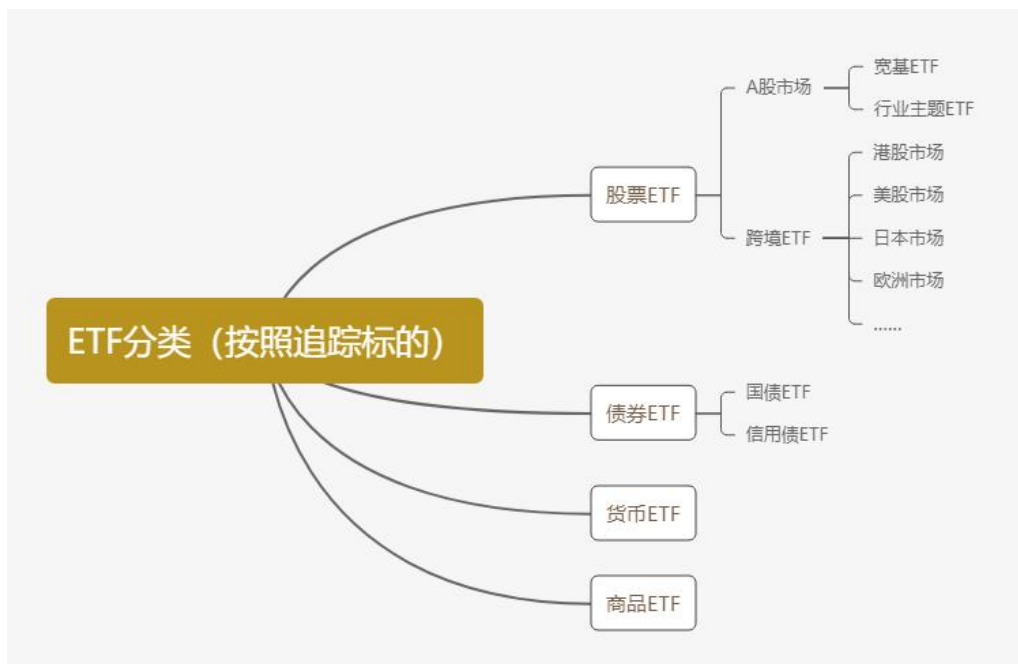 ETF分类（按照追踪标的）
股票ETF
A股市场
宽基ETF
行业主题ETF
跨境ETF
港股市场
美股市场
日本市场
欧洲市场
......
债券ETF
国债ETF
信用债ETF
货币ETF
商品ETF